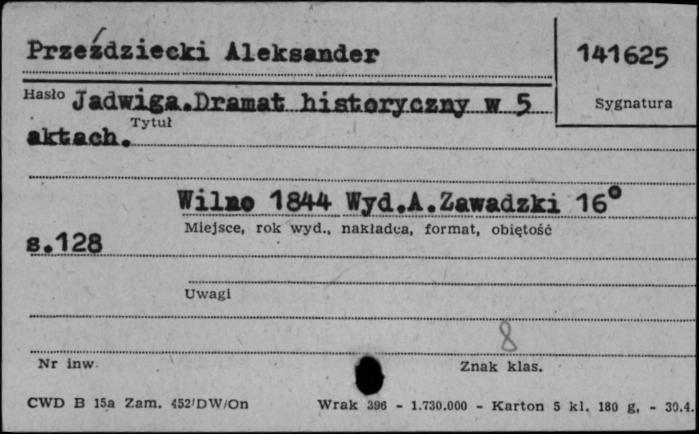 Przeździecki Aleksander
141625
Hasło Jadwiga.Dramat historyczny w 5
Sygnatura
Tytuł
aktach.
Wilno 1844 Wyd.A.Zawadzki 16°
Miejsce, rok wyd., nakładca, format, objętość
s.128
Uwagi
8
Nr inw
Znak klas.
CWD B 15a Zam. 452/DW/On Wrak 396 - 1.730.000 - Karton 5 kl. 180 g, - 30.4.